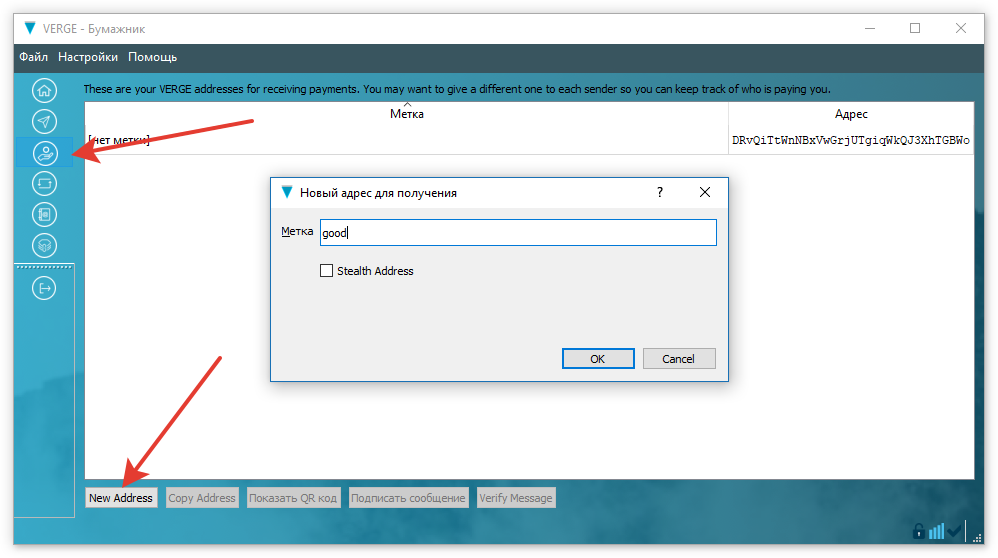 VERGE - Бумажник
Файл Настройки Помощь
These are your VERGE addresses for receiving payments. You may want to give a different one to each sender so you can keep track of who is paying you.
Метка Адрес
[нет метки] DRvQiTtWnNBxVwGrjUTgiqWkQJ3XhTGBWo
Новый адрес для получения ?
Метка good
Stealth Address
OK Cancel
New Address Copy Address Показать QR код Подписать сообщение Verify Message